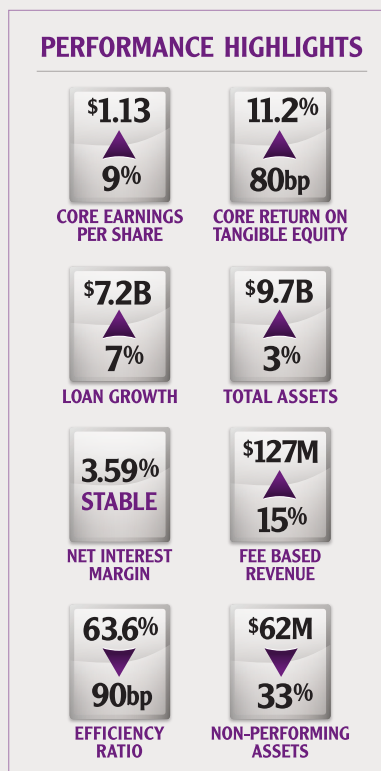 PERFORMANCE HIGHLIGHTS
$1.13
9%
CORE EARNINGS
PER SHARE
11.2%
80bp
CORE RETURN ON
TANGIBLE EQUITY
$7.2B
7%
LOAN GROWTH
$9.7B
3%
TOTAL ASSETS
3.59%
STABLE
NET INTEREST
MARGIN
$127M
15%
FEE BASED
REVENUE
63.6%
90bp
EFFICIENCY
RATIO
$62M
33%
NON-PERFORMING
ASSETS